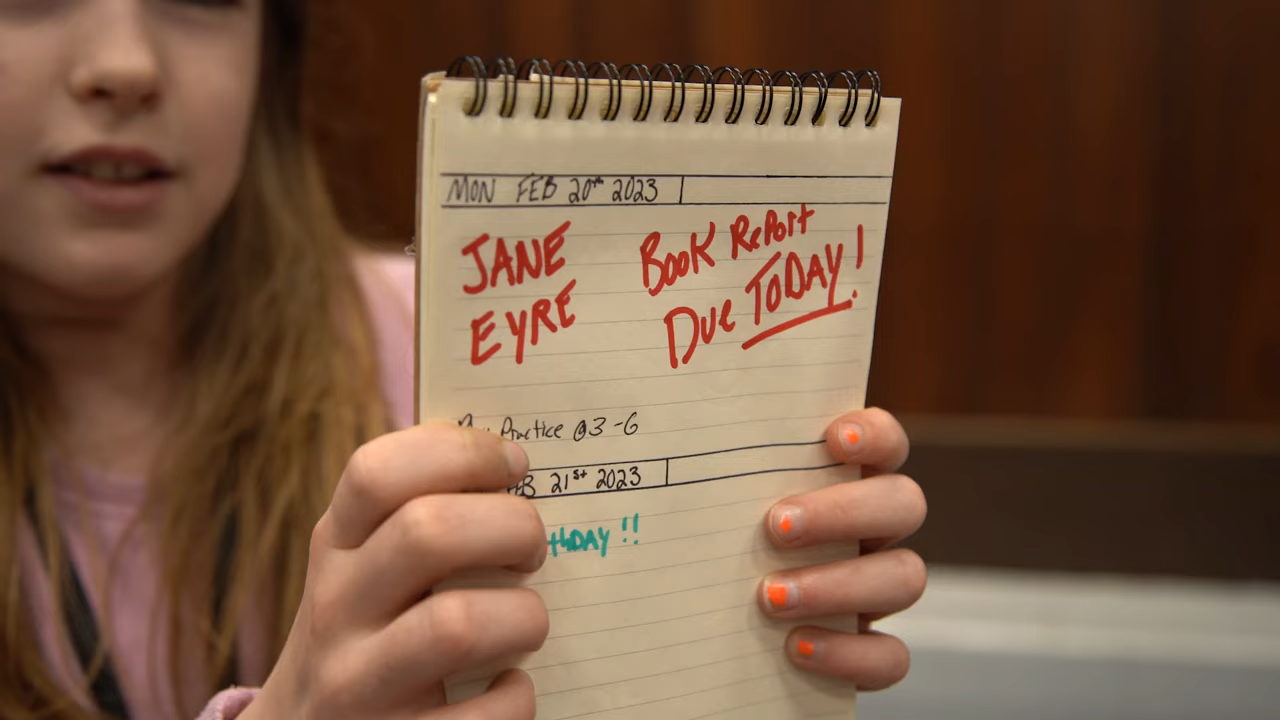 MON FEB 20th 2023
JANE
EYRE
Book RePort
Due TODAY!
Practice @3-6
21st 2023
!!